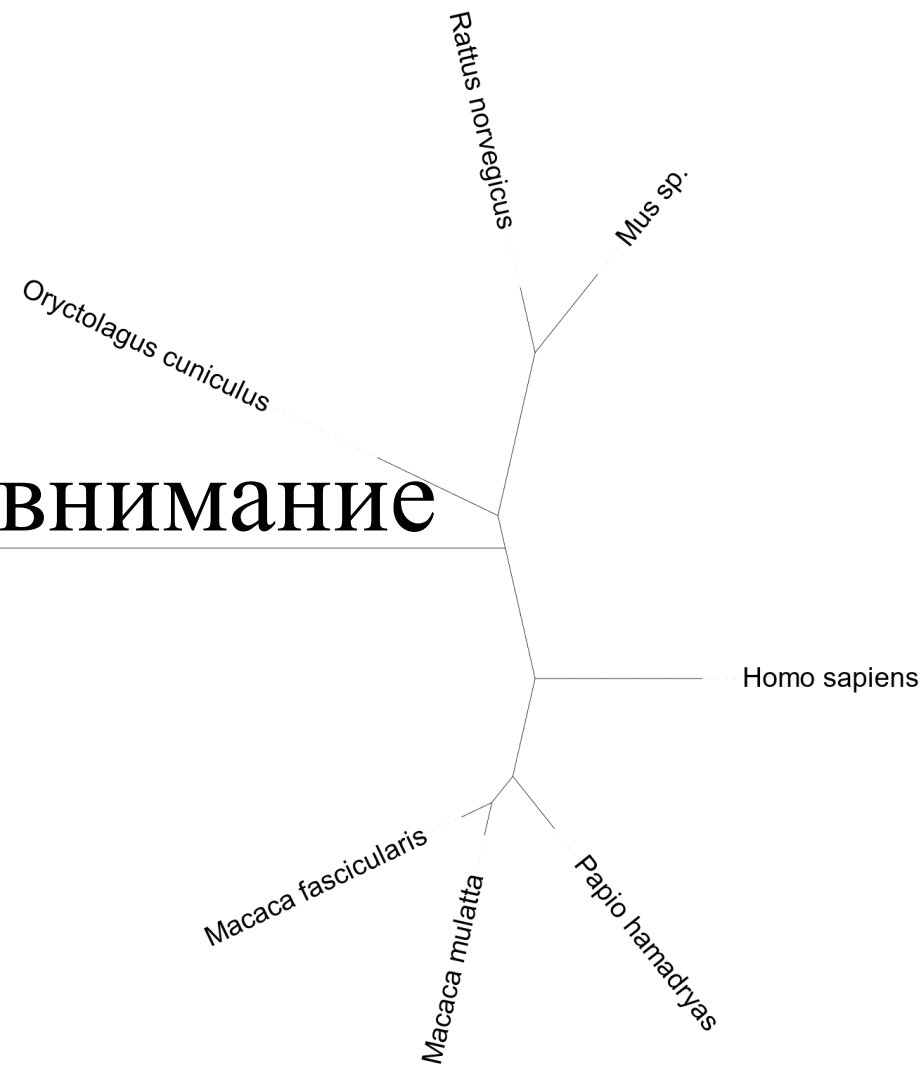 Rattus norvegicus
Mus sp.
Oryctolagus cuniculus
внимание
Homo sapiens
Macaca fascicularis
Macaca mulatta
Papio hamadryas